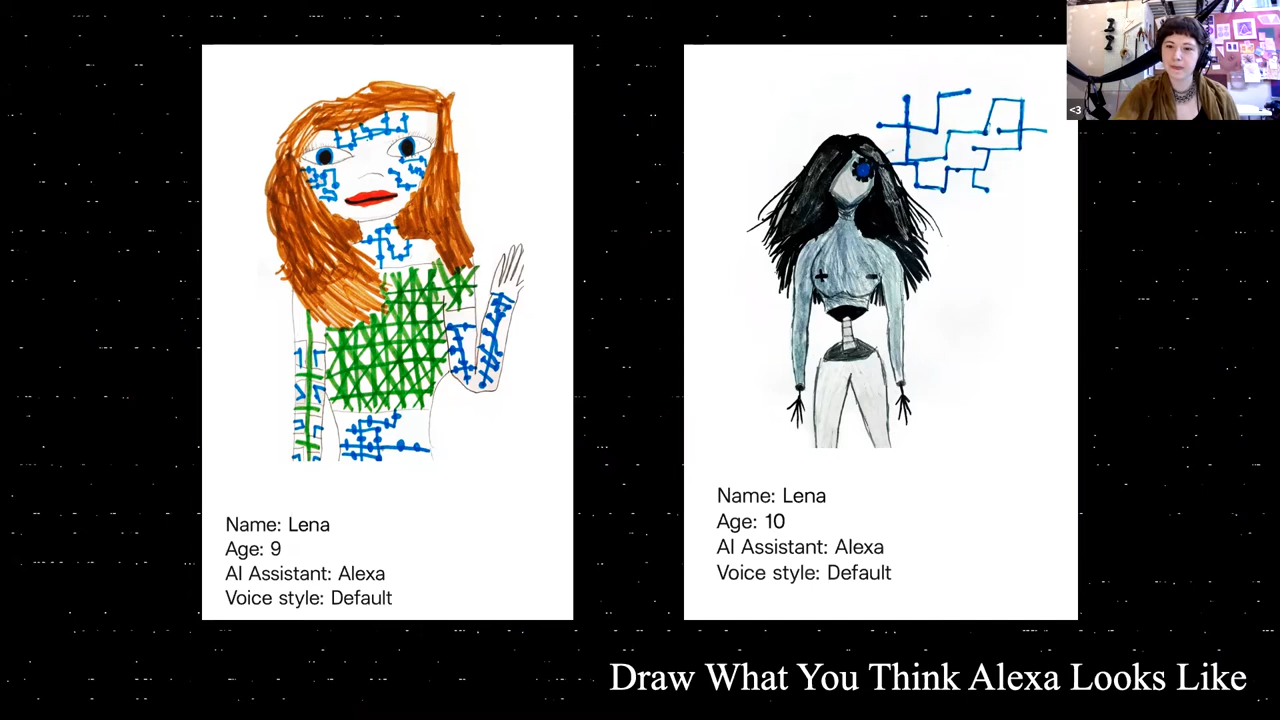 <3
Name: Lena
Age: 9
AI Assistant: Alexa
Voice style: Default
Name: Lena
Age: 10
AI Assistant: Alexa
Voice style: Default
Draw What You Think Alexa Looks Like